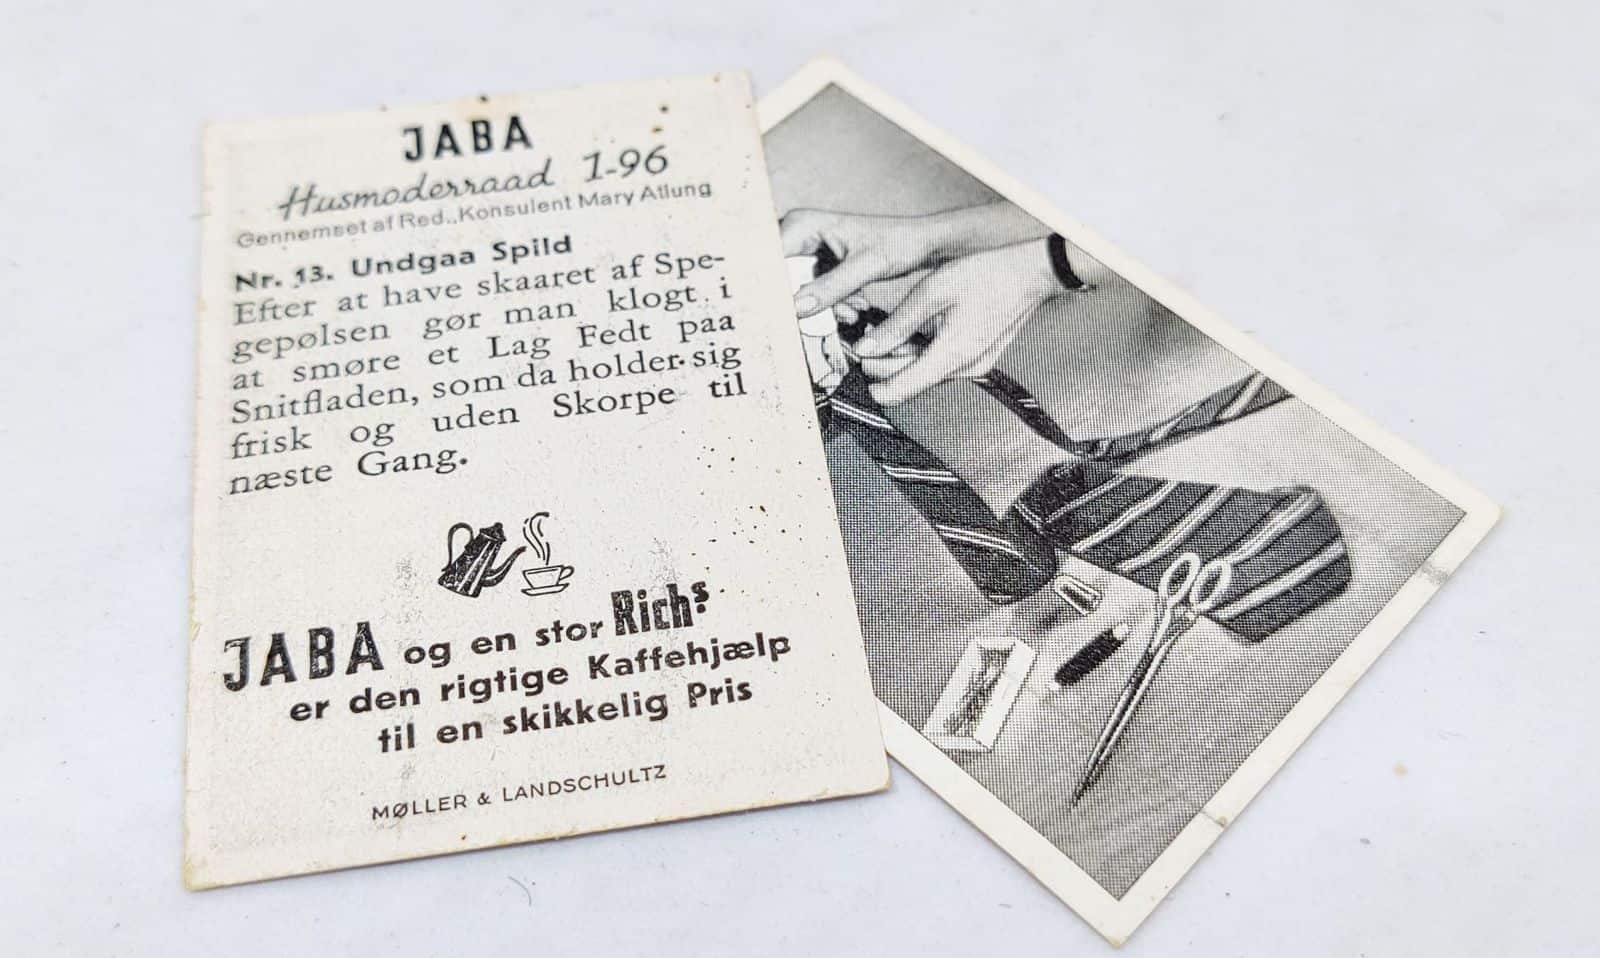 JABA
Husmoderraad 1-96
Gennemset af Red., Konsulent Mary Atlung
Nr. 13. Undgaa Spild
Efter at have skaaret af Spe-
gepølsen gør man klogt i
at smøre et Lag Fedt paa
Snitfladen, som da holder sig
frisk og uden Skorpe til
næste Gang.
JABA og en stor Rich's
er den rigtige Kaffehjælp
til en skikkelig Pris
MØLLER & LANDSCHULTZ